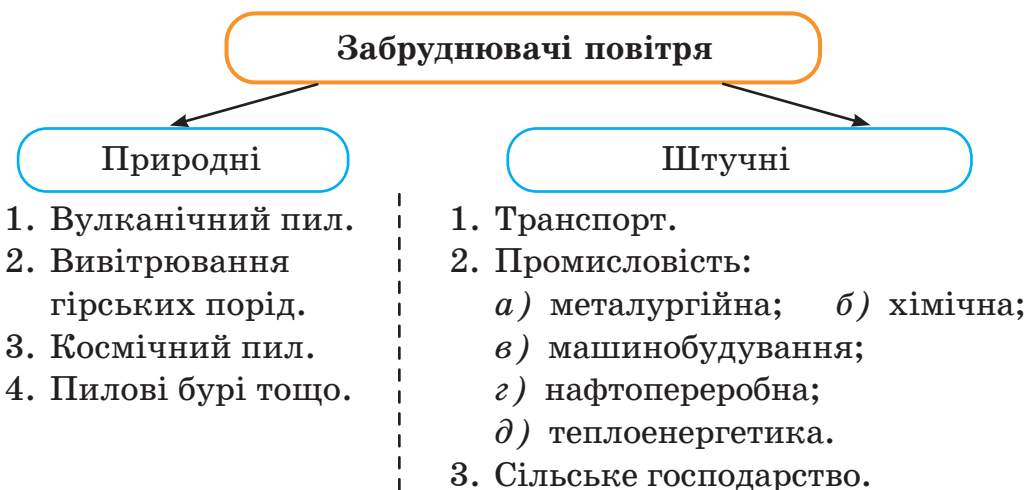 Забруднювачі повітря
Природні
1. Вулканічний пил.
2. Вивітрювання
гірських порід.
3. Космічний пил.
4. Пилові бурі тощо.
Штучні
1. Транспорт.
2. Промисловість:
а) металургійна; б) хімічна;
в) машинобудування;
г) нафтопереробна;
д) теплоенергетика.
3. Сільське господарство.